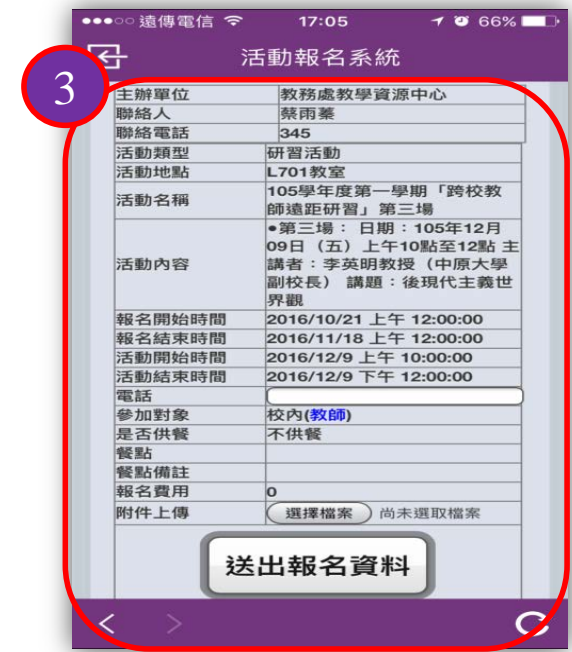 遠傳電信 17:05 66%
活動報名系統
3
主辦單位 教務處教學資源中心
聯絡人 蔡雨蓁
聯絡電話 345
活動類型 研習活動
活動地點 L701教室
活動名稱 105學年度第一學期「跨校教
師遠距研習」第三場
活動內容 •第三場： 日期：105年12月
09日（五）上午10點至12點 主
講者：李英明教授（中原大學
副校長） 講題：後現代主義世
界觀
報名開始時間 2016/10/21 上午 12:00:00
報名結束時間 2016/11/18 上午 12:00:00
活動開始時間 2016/12/9 上午 10:00:00
活動結束時間 2016/12/9 下午 12:00:00
電話
參加對象 校內(教師)
是否供餐 不供餐
餐點
餐點備註
報名費用 0
附件上傳 選擇檔案 尚未選取檔案
送出報名資料